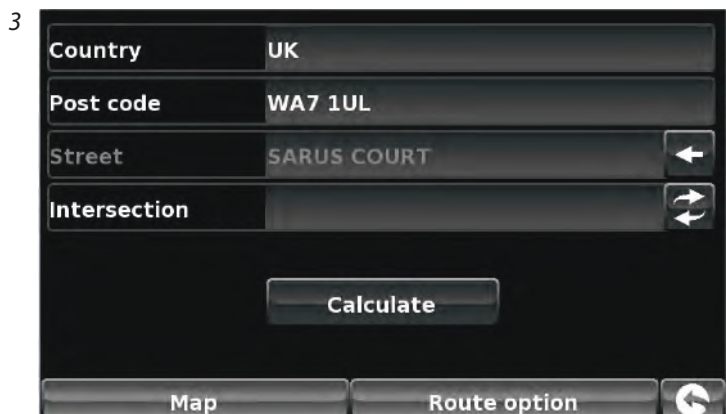 3
Country UK
Post code WA7 1UL
Street SARUS COURT
Intersection
Calculate
Map Route option